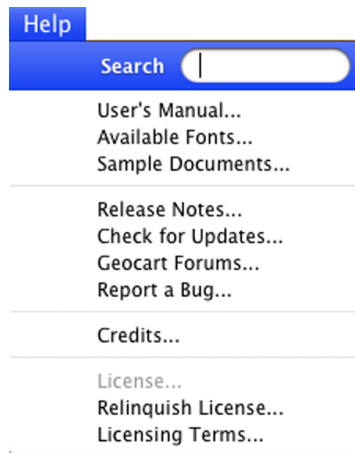 Help
Search
User's Manual...
Available Fonts...
Sample Documents...
Release Notes...
Check for Updates...
Geocart Forums...
Report a Bug...
Credits...
License...
Relinquish License...
Licensing Terms...